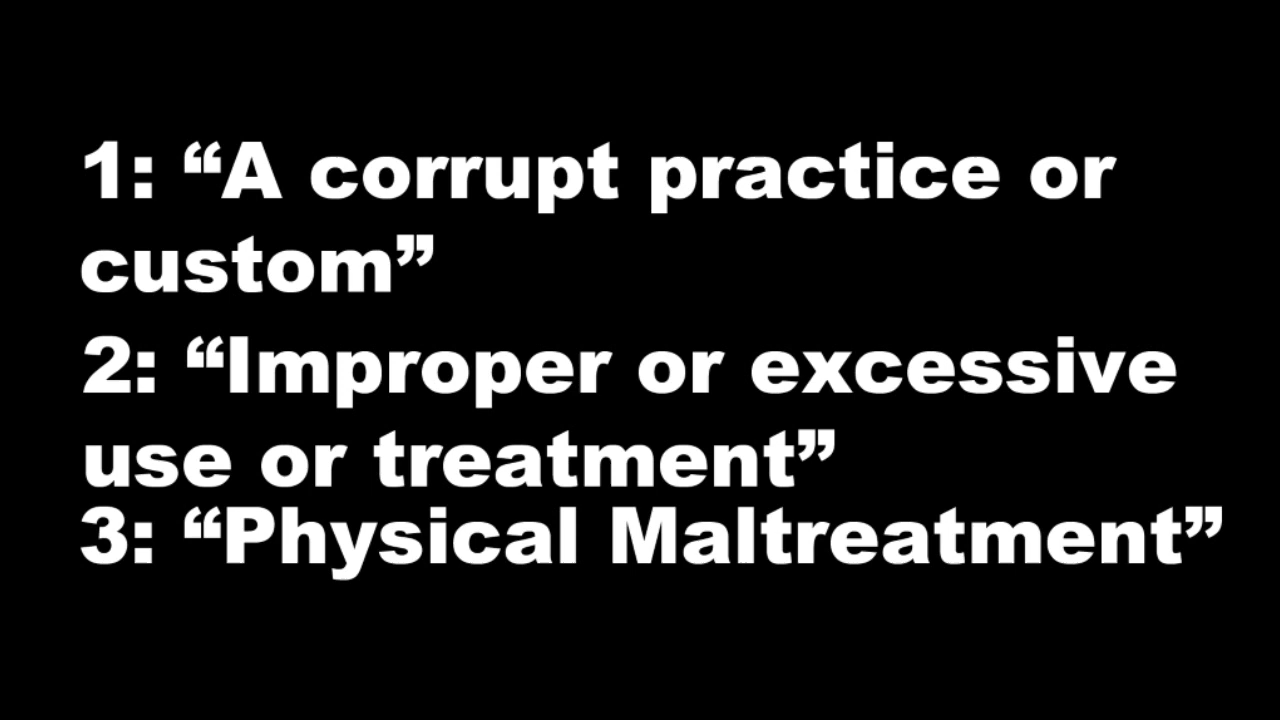 1: “A corrupt practice or
custom”
2: “Improper or excessive
use or treatment”
3: “Physical Maltreatment”